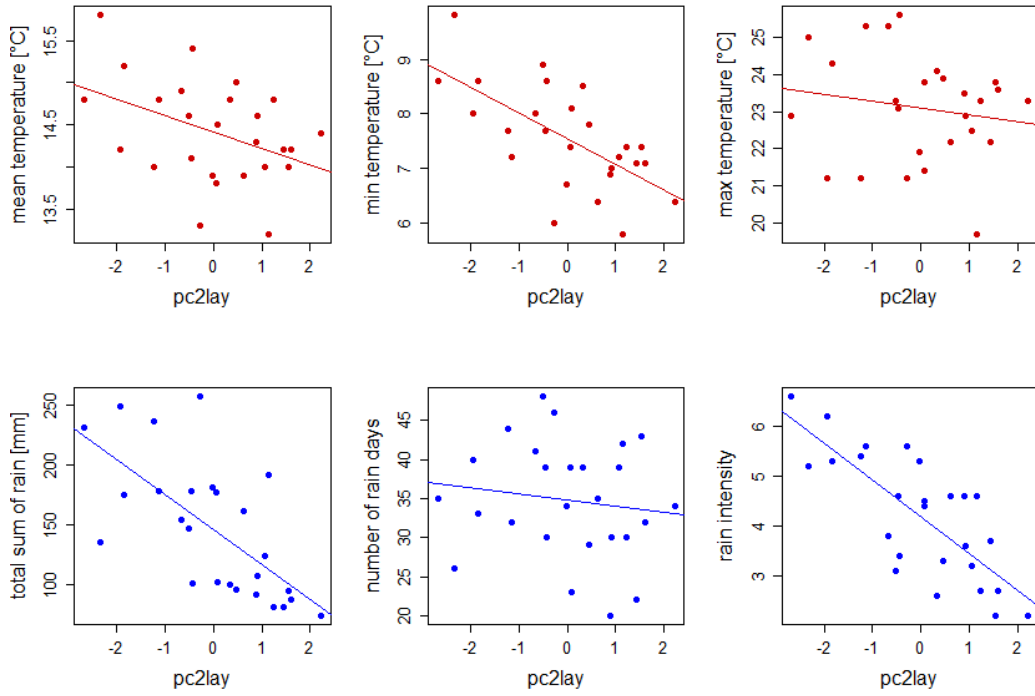 mean temperature [°C]
13.5
14.5
15.5
-2 -1 0 1 2
pc2lay
min temperature [°C]
6
7
8
9
-2 -1 0 1 2
pc2lay
max temperature [°C]
20
21
22
23
24
25
-2 -1 0 1 2
pc2lay
total sum of rain [mm]
100
150
200
250
-2 -1 0 1 2
pc2lay
number of rain days
20
25
30
35
40
45
-2 -1 0 1 2
pc2lay
rain intensity
3
4
5
6
-2 -1 0 1 2
pc2lay